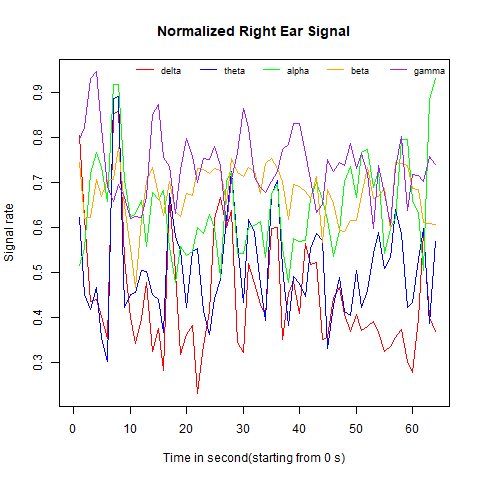 Normalized Right Ear Signal
delta theta alpha beta gamma
0.9
0.8
0.7
0.6
0.5
0.4
0.3
Signal rate
0 10 20 30 40 50 60
Time in second(starting from 0 s)